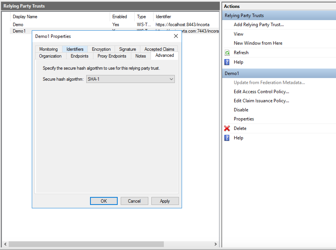 Relying Party Trusts
Display Name Enabled Type Identifier
Demo Yes WS-T... https://localhost:8443/incorta
Demo1 Yes WS-T...
Demo1 Properties
Monitoring Identifiers Encryption Signature Accepted Claims
Organization Endpoints Proxy Endpoints Notes Advanced
Specify the secure hash algorithm to use for this relying party trust.
Secure hash algorithm: SHA-1
OK Cancel Apply
Actions
Relying Party Trusts
Add Relying Party Trust...
View
New Window from Here
Refresh
Help
Demo1
Update from Federation Metadata...
Edit Access Control Policy...
Edit Claim Issuance Policy...
Disable
Properties
Delete
Help